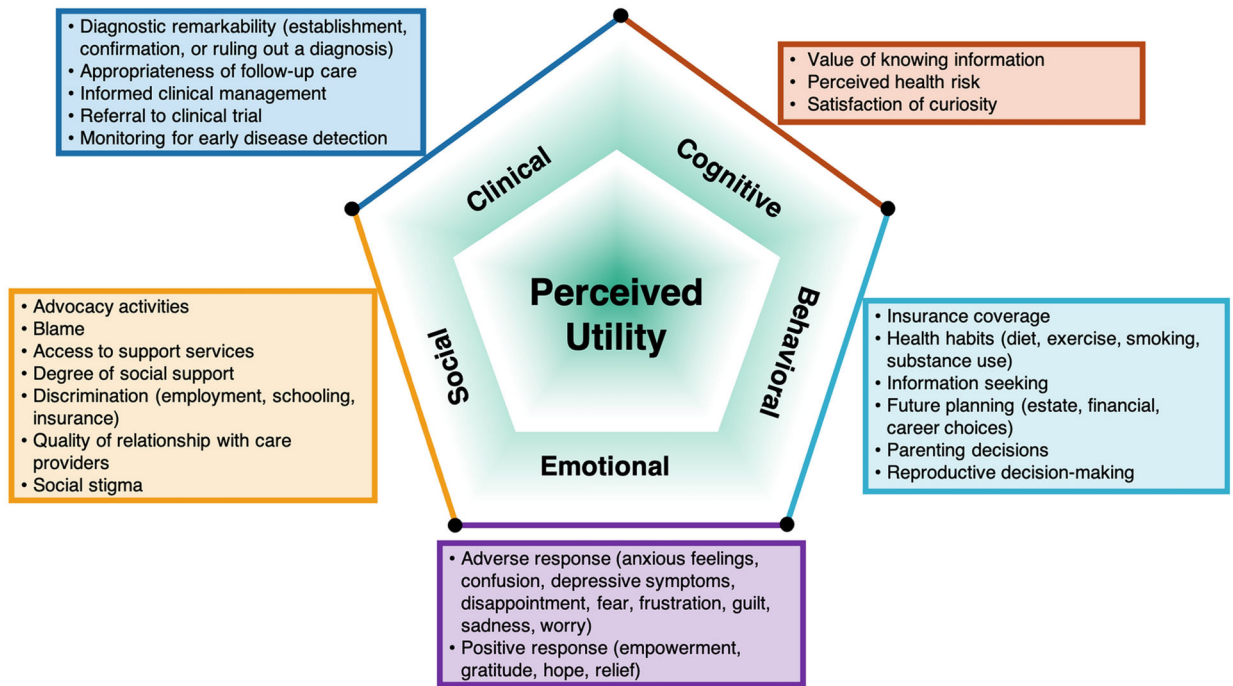 • Diagnostic remarkability (establishment,
confirmation, or ruling out a diagnosis)
• Appropriateness of follow-up care
• Informed clinical management
• Referral to clinical trial
• Monitoring for early disease detection
• Value of knowing information
• Perceived health risk
• Satisfaction of curiosity
Clinical
Cognitive
Perceived
Utility
Social
Behavioral
Emotional
• Advocacy activities
• Blame
• Access to support services
• Degree of social support
• Discrimination (employment, schooling,
insurance)
• Quality of relationship with care
providers
• Social stigma
• Insurance coverage
• Health habits (diet, exercise, smoking,
substance use)
• Information seeking
• Future planning (estate, financial,
career choices)
• Parenting decisions
• Reproductive decision-making
• Adverse response (anxious feelings,
confusion, depressive symptoms,
disappointment, fear, frustration, guilt,
sadness, worry)
• Positive response (empowerment,
gratitude, hope, relief)